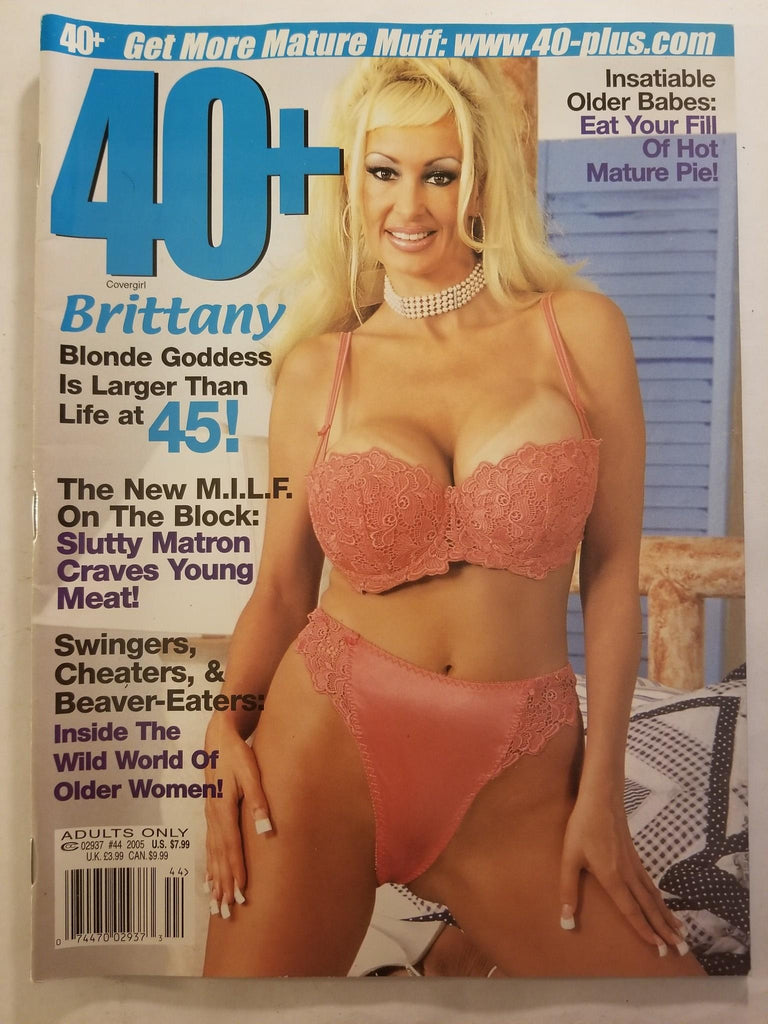 40+ Get More Mature Muff: www.40-plus.com
40+
Insatiable
Older Babes:
Eat Your Fill
Of Hot
Mature Pie!
Covergirl
Brittany
Blonde Goddess
Is Larger Than
Life at 45!
The New M.I.L.F.
On The Block:
Slutty Matron
Craves Young
Meat!
Swingers,
Cheaters, &
Beaver-Eaters:
Inside The
Wild World Of
Older Women!
ADULTS ONLY
02937 #44 2005 U.S. $7.99
U.K. £3.99 CAN. $9.99
44>
0 74470 02937 3